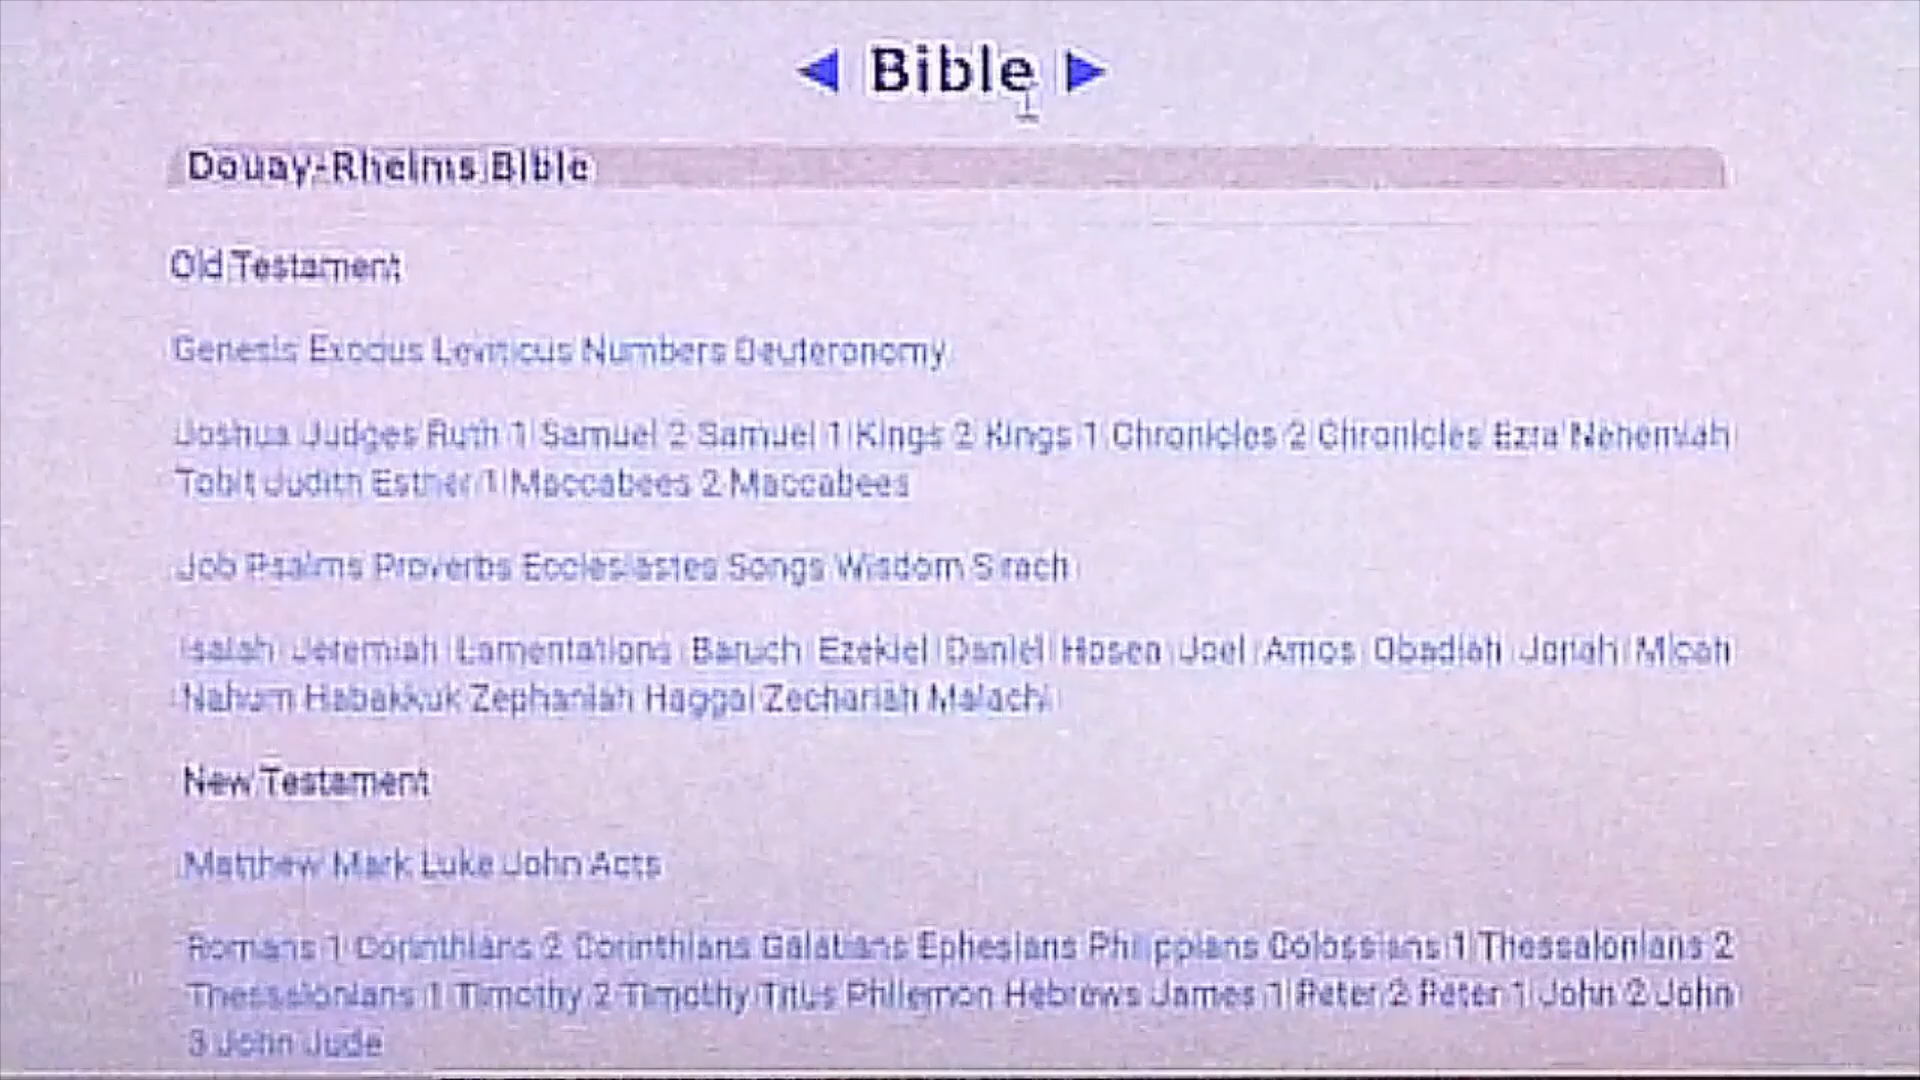 ◀ Bible ▶
Douay-Rheims Bible
Old Testament
Genesis Exodus Leviticus Numbers Deuteronomy
Joshua Judges Ruth 1 Samuel 2 Samuel 1 Kings 2 Kings 1 Chronicles 2 Chronicles Ezra Nehemiah
Tobit Judith Esther 1 Maccabees 2 Maccabees
Job Psalms Proverbs Ecclesiastes Songs Wisdom Sirach
Isaiah Jeremiah Lamentations Baruch Ezekiel Daniel Hosea Joel Amos Obadiah Jonah Micah
Nahum Habakkuk Zephaniah Haggai Zechariah Malachi
New Testament
Matthew Mark Luke John Acts
Romans 1 Corinthians 2 Corinthians Galatians Ephesians Philippians Colossians 1 Thessalonians 2
Thessalonians 1 Timothy 2 Timothy Titus Philemon Hebrews James 1 Peter 2 Peter 1 John 2 John
3 John Jude